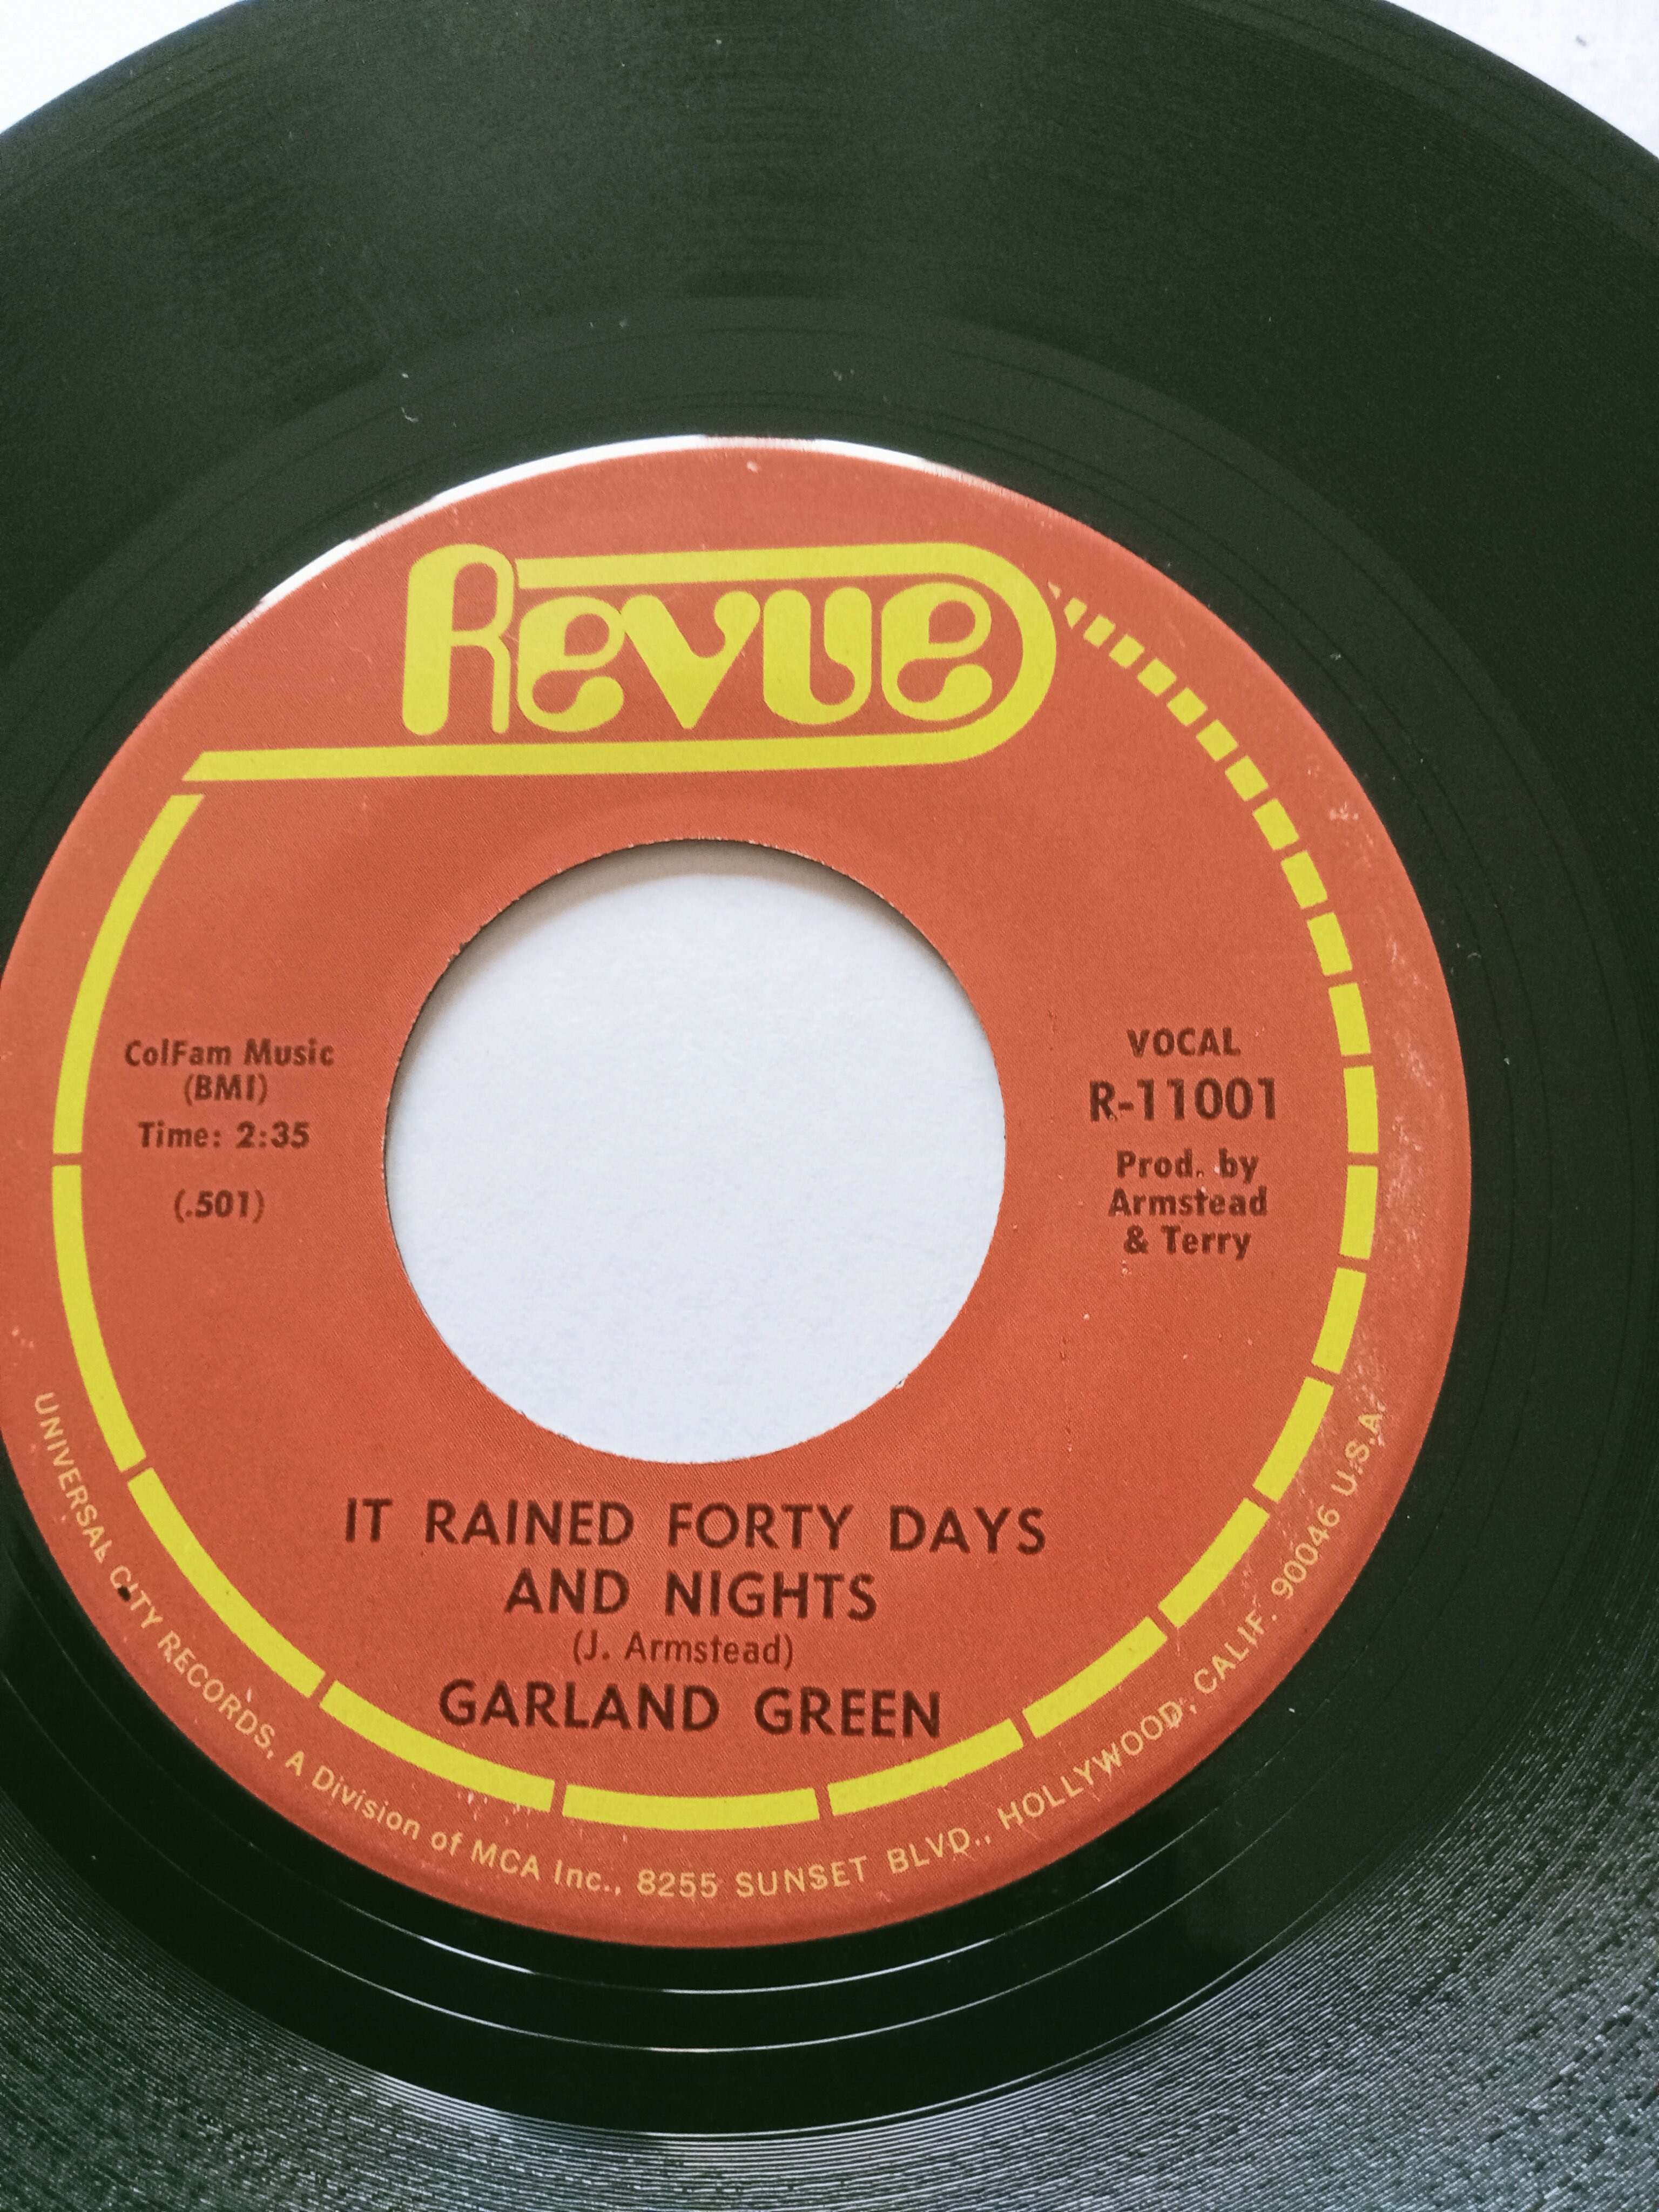 Revue
ColFam Music
(BMI)
Time: 2:35
(.501)
VOCAL
R-11001
Prod. by
Armstead
& Terry
IT RAINED FORTY DAYS
AND NIGHTS
(J. Armstead)
GARLAND GREEN
UNIVERSAL CITY RECORDS, A Division of MCA Inc., 8255 SUNSET BLVD., HOLLYWOOD, CALIF. 90046 U.S.A.